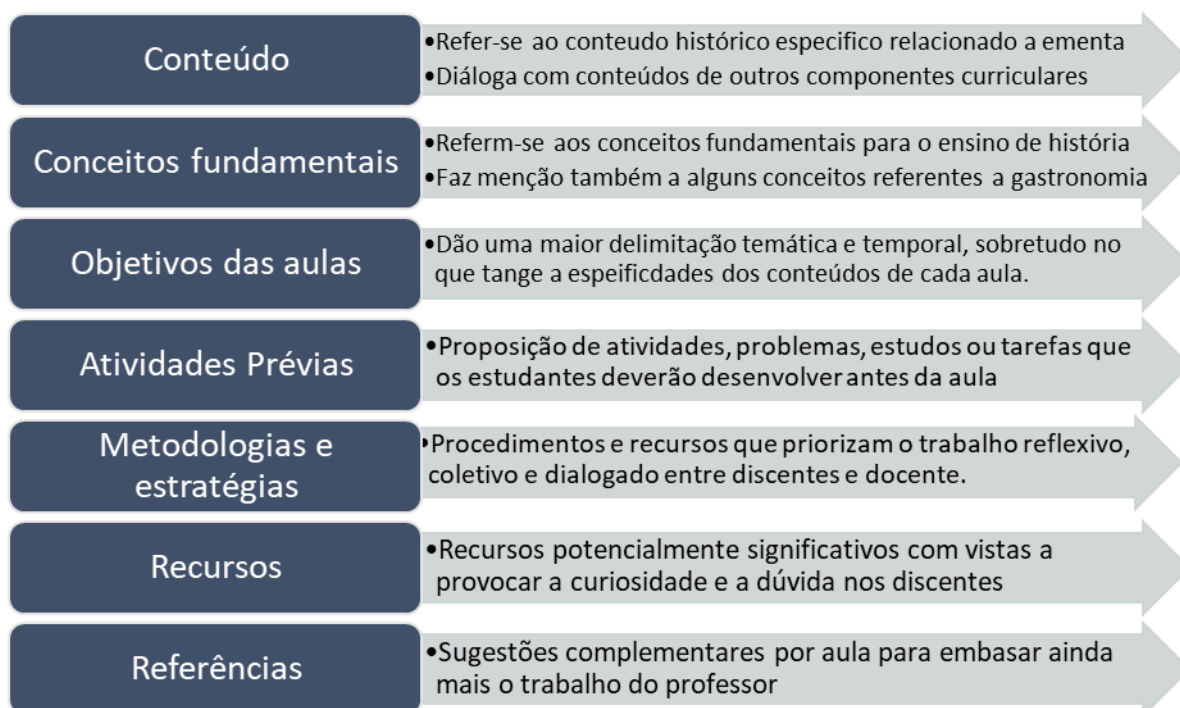 Conteúdo
•Refer-se ao conteudo histórico especifico relacionado a ementa
•Diáloga com conteúdos de outros componentes curriculares
Conceitos fundamentais
•Referm-se aos conceitos fundamentais para o ensino de história
•Faz menção também a alguns conceitos referentes a gastronomia
Objetivos das aulas
•Dão uma maior delimitação temática e temporal, sobretudo no
que tange a espeificdades dos conteúdos de cada aula.
Atividades Prévias
•Proposição de atividades, problemas, estudos ou tarefas que
os estudantes deverão desenvolver antes da aula
Metodologias e
estratégias
•Procedimentos e recursos que priorizam o trabalho reflexivo,
coletivo e dialogado entre discentes e docente.
Recursos
•Recursos potencialmente significativos com vistas a
provocar a curiosidade e a dúvida nos discentes
Referências
•Sugestões complementares por aula para embasar ainda
mais o trabalho do professor